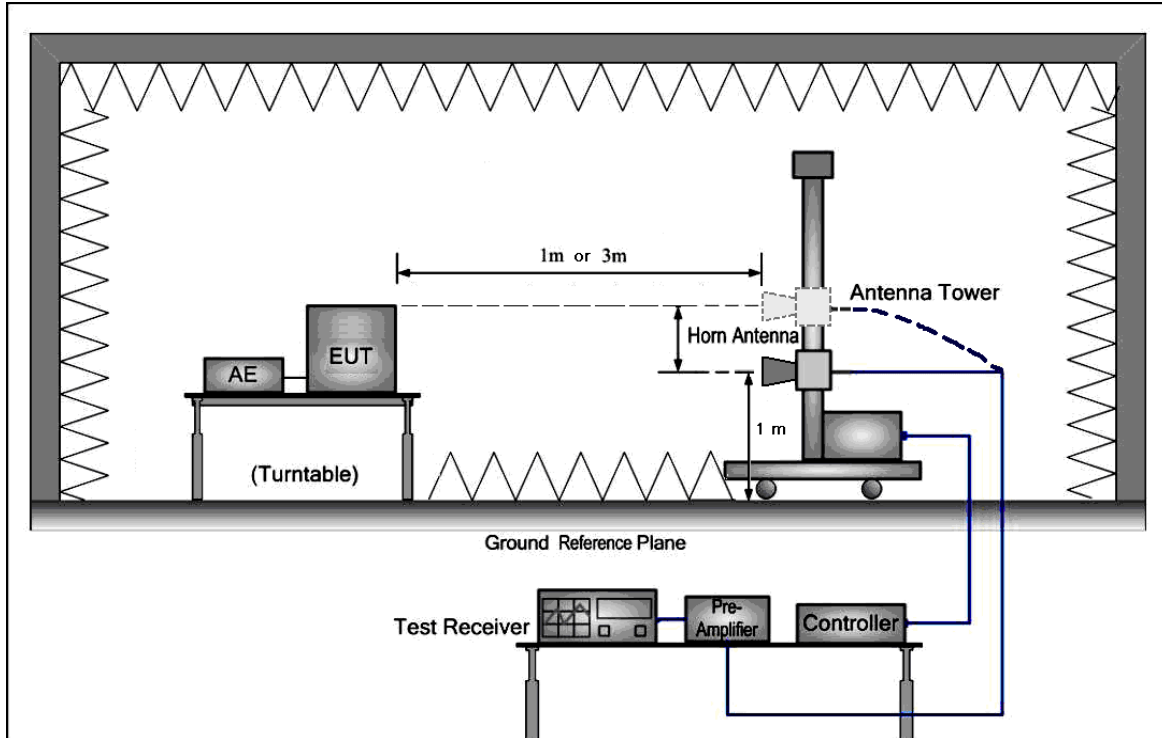 1m or 3m
Antenna Tower
Horn Antenna
EUT
AE
1 m
(Turntable)
Ground Reference Plane
Test Receiver
Pre-
Amplifier
Controller